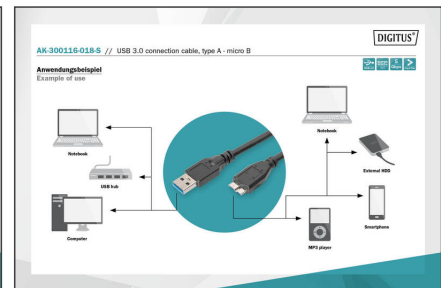 DIGITUS®
AK-300116-018-S // USB 3.0 connection cable, type A - micro B
Anwendungsbeispiel
Example of use
Notebook
USB hub
Computer
Notebook
External HDD
Smartphone
MP3 player